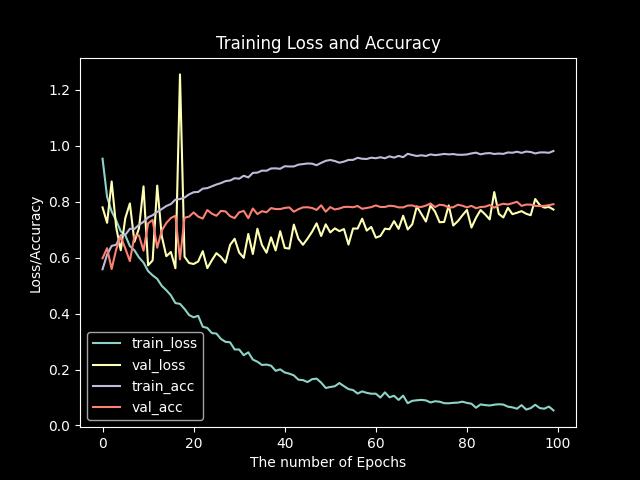 Training Loss and Accuracy
Loss/Accuracy
1.2
1.0
0.8
0.6
0.4
0.2
0.0
train_loss
val_loss
train_acc
val_acc
0 20 40 60 80 100
The number of Epochs